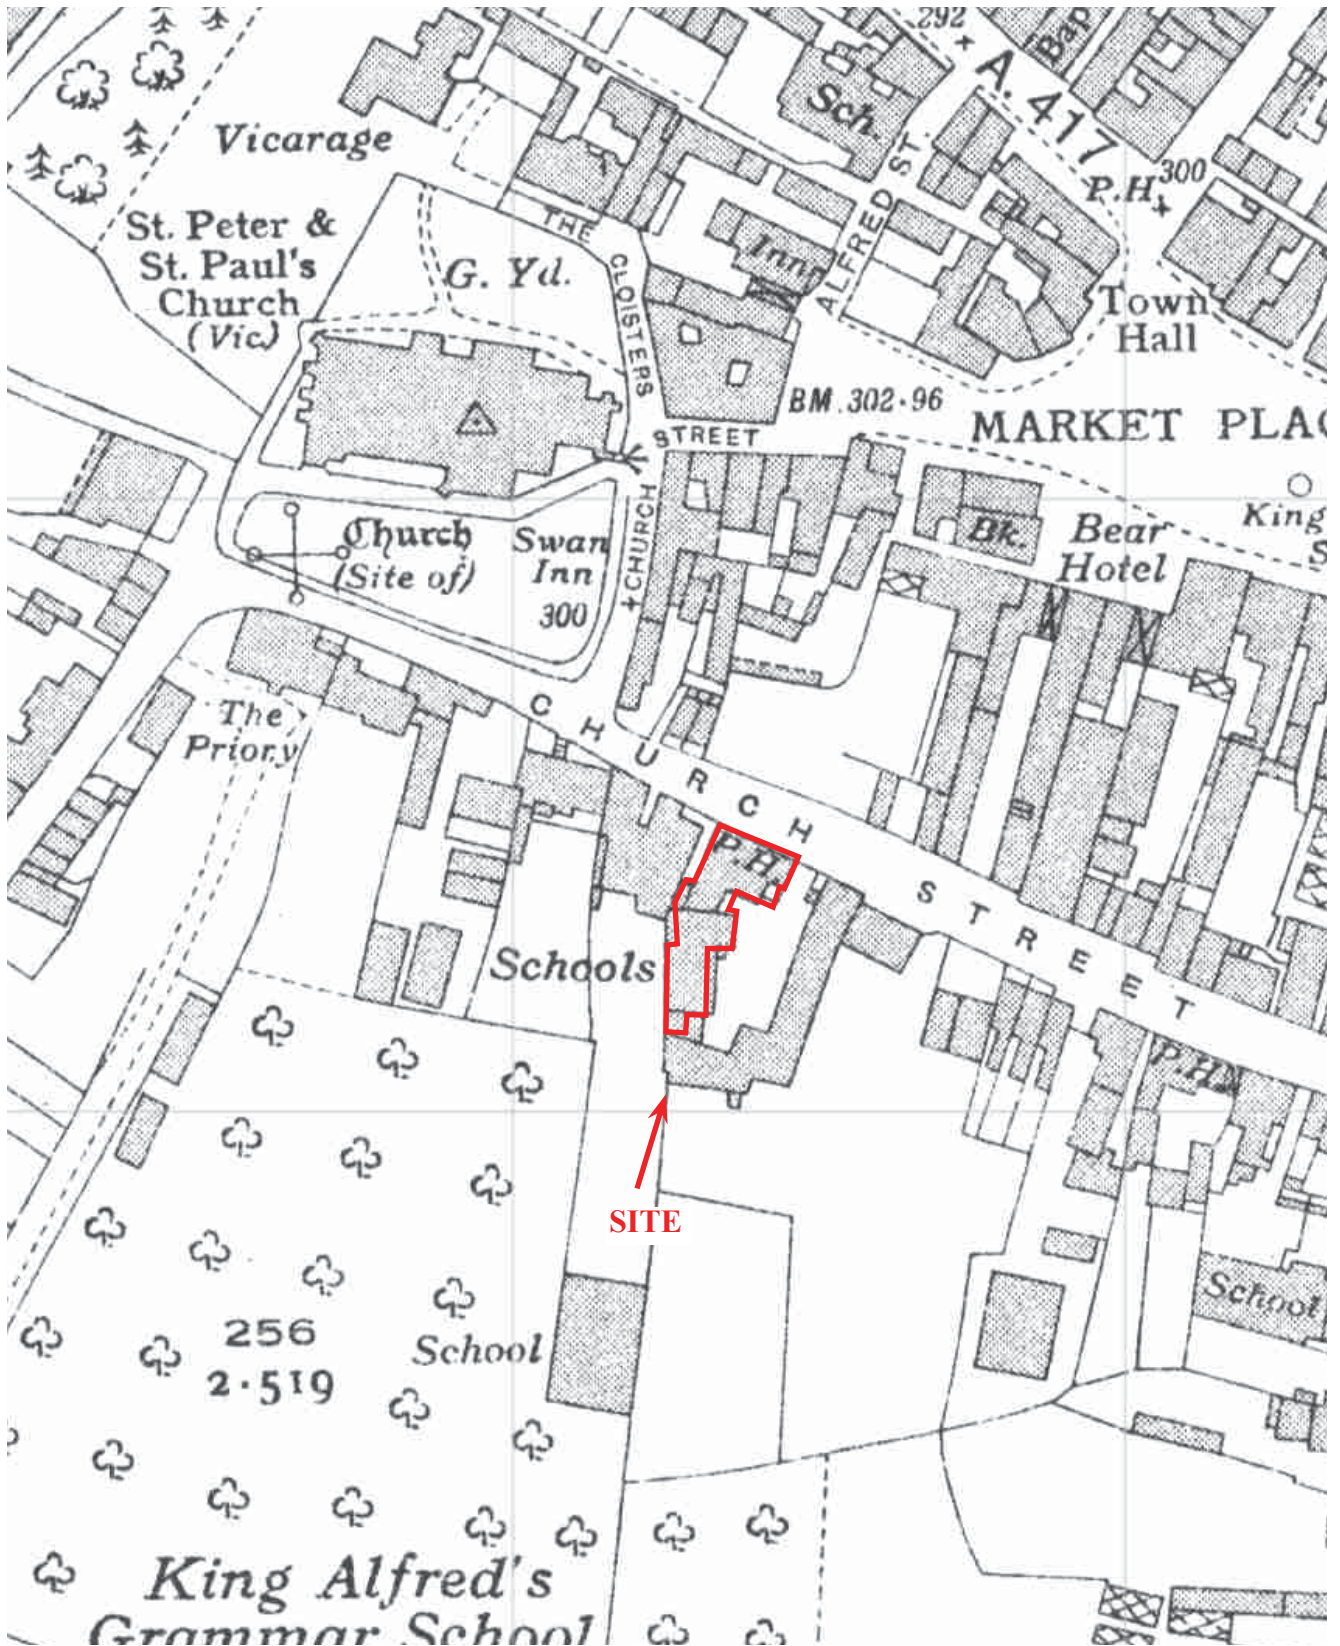 292
A. 417
Bap
Sch.
Vicarage
ALFRED ST.
P.H.
300
St. Peter &
St. Paul's
Church
(Vic.)
THE
CLOISTERS
G. Yd.
Inn
Town
Hall
BM. 302·96
STREET
MARKET PLAC
King
S
Church
(Site of)
Swan
Inn
300
CHURCH
Bk.
Bear
Hotel
The
Priory
CHURCH STREET
P.H.
Schools
P.H.
SITE
School
256
2·519
School
King Alfred's
Grammar School